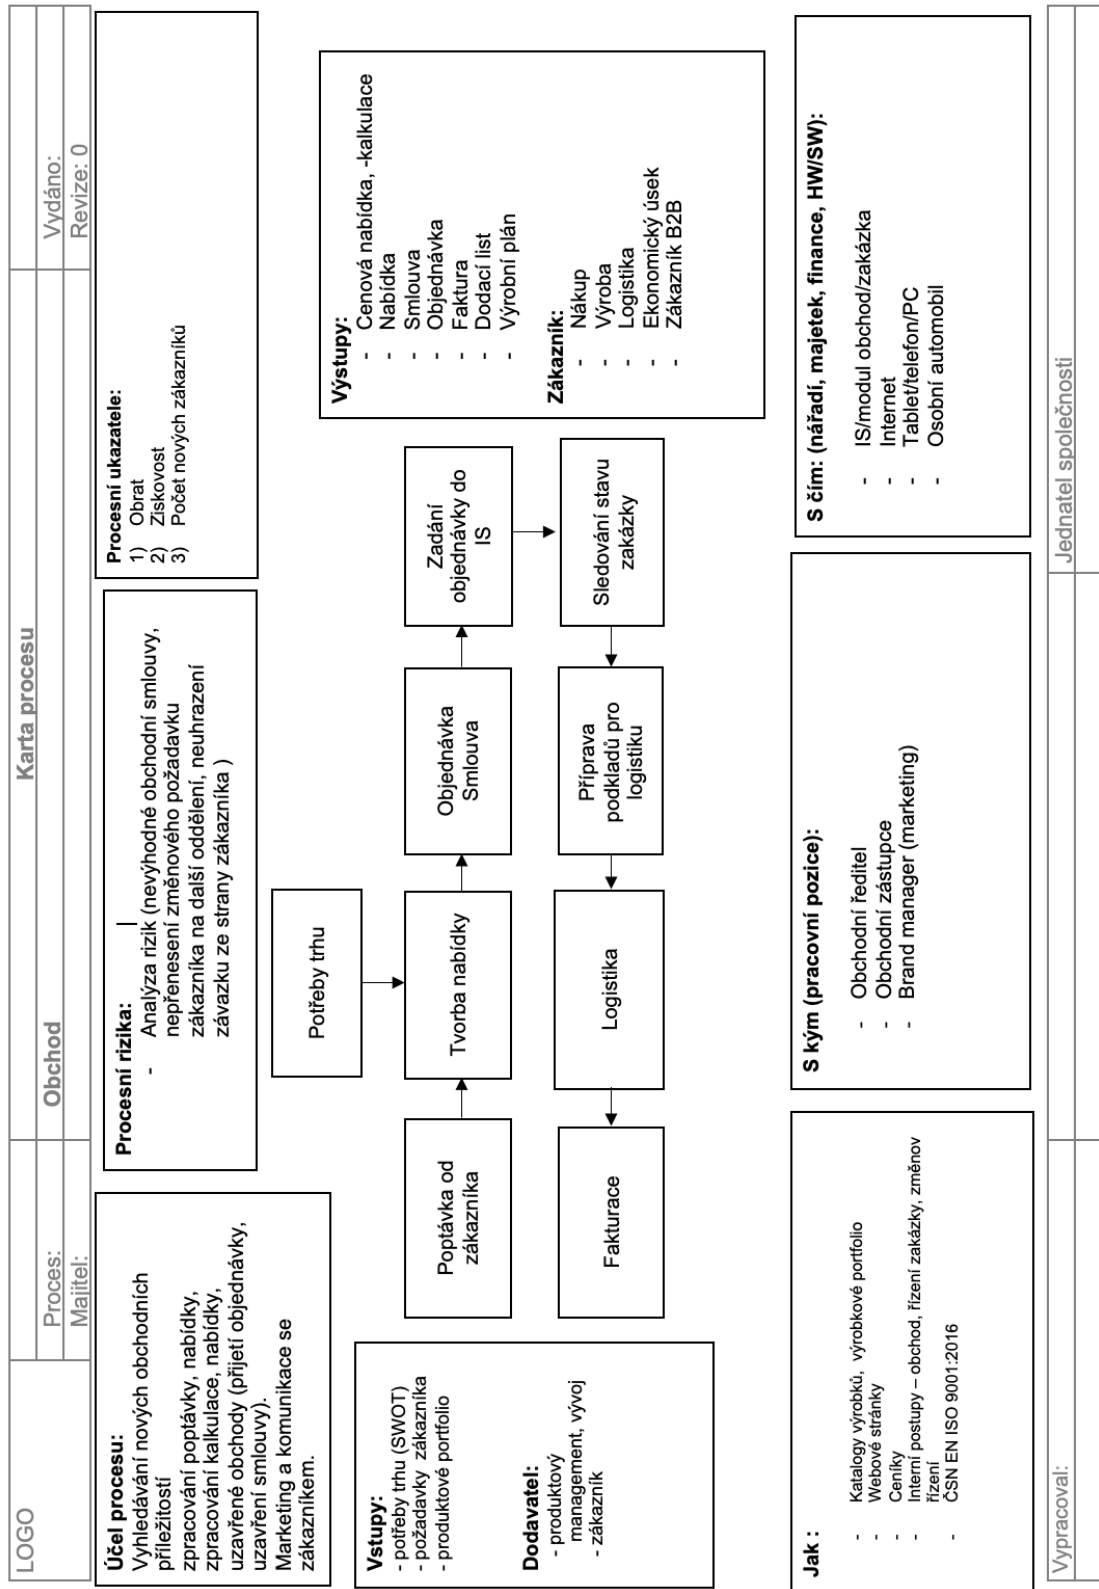 LOGO
Karta procesu
Proces:
Obchod
Vydáno:
Majitel:
Revize: 0
Účel procesu:
Vyhledávání nových obchodních
příležitostí
zpracování poptávky, nabídky,
zpracování kalkulace, nabídky,
uzavřené obchody (přijetí objednávky,
uzavření smlouvy).
Marketing a komunikace se
zákazníkem.
Procesní rizika:
- Analýza rizik (nevýhodné obchodní smlouvy,
nepřenesení změnového požadavku
zákazníka na další oddělení, neuhrazení
závazku ze strany zákazníka )
Procesní ukazatele:
1) Obrat
2) Ziskovost
3) Počet nových zákazníků
Vstupy:
- potřeby trhu (SWOT)
- požadavky zákazníka
- produktové portfolio
Dodavatel:
- produktový
management, vývoj
- zákazník
Potřeby trhu
Poptávka od
zákazníka
Tvorba nabídky
Objednávka
Smlouva
Zadání
objednávky do
IS
Fakturace
Logistika
Příprava
podkladů pro
logistiku
Sledování stavu
zakázky
Výstupy:
- Cenová nabídka, -kalkulace
- Nabídka
- Smlouva
- Objednávka
- Faktura
- Dodací list
- Výrobní plán
Zákazník:
- Nákup
- Výroba
- Logistika
- Ekonomický úsek
- Zákazník B2B
Jak :
- Katalogy výrobků, výrobkové portfolio
- Webové stránky
- Ceníky
- Interní postupy – obchod, řízení zakázky, změnov
řízení
- ČSN EN ISO 9001:2016
S kým (pracovní pozice):
- Obchodní ředitel
- Obchodní zástupce
- Brand manager (marketing)
S čím: (nářadí, majetek, finance, HW/SW):
- IS/modul obchod/zakázka
- Internet
- Tablet/telefon/PC
- Osobní automobil
Vypracoval:
Jednatel společnosti